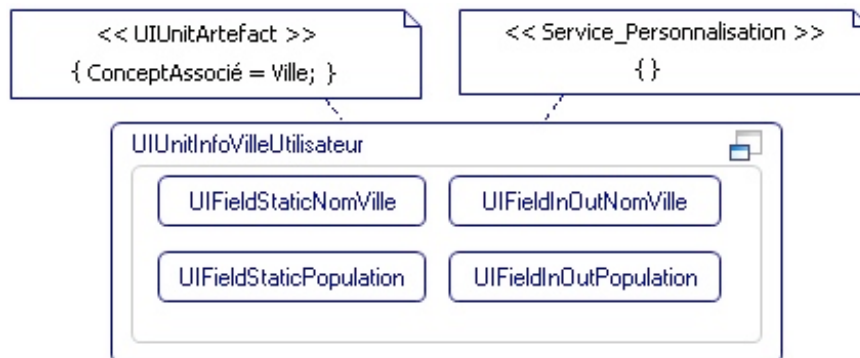 << UIUnitArtefact >>
{ ConceptAssocié = Ville; }
<< Service_Personnalisation >>
{ }
UIUnitInfoVilleUtilisateur
UIFieldStaticNomVille
UIFieldInOutNomVille
UIFieldStaticPopulation
UIFieldInOutPopulation